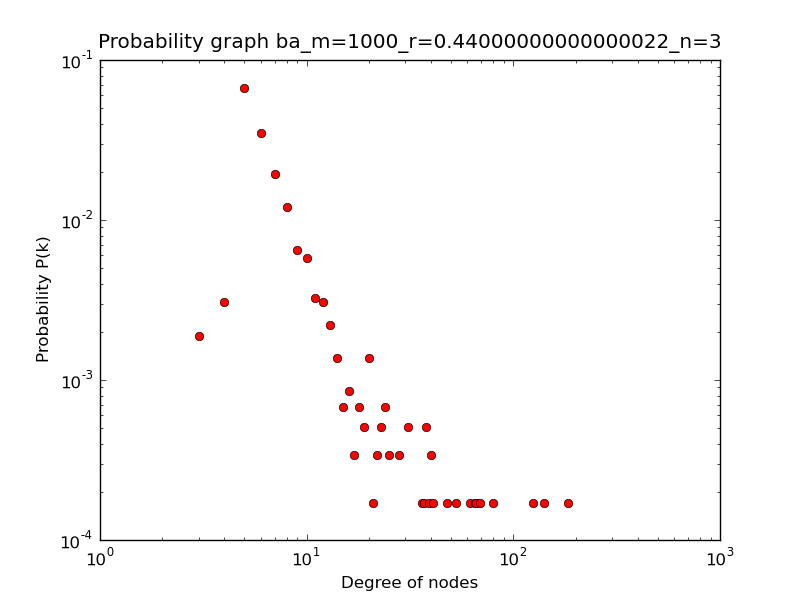 Probability graph ba_m=1000_r=0.44000000000000022_n=3
10^-1
10^-2
10^-3
10^-4
Probability P(k)
10^0 10^1 10^2 10^3
Degree of nodes